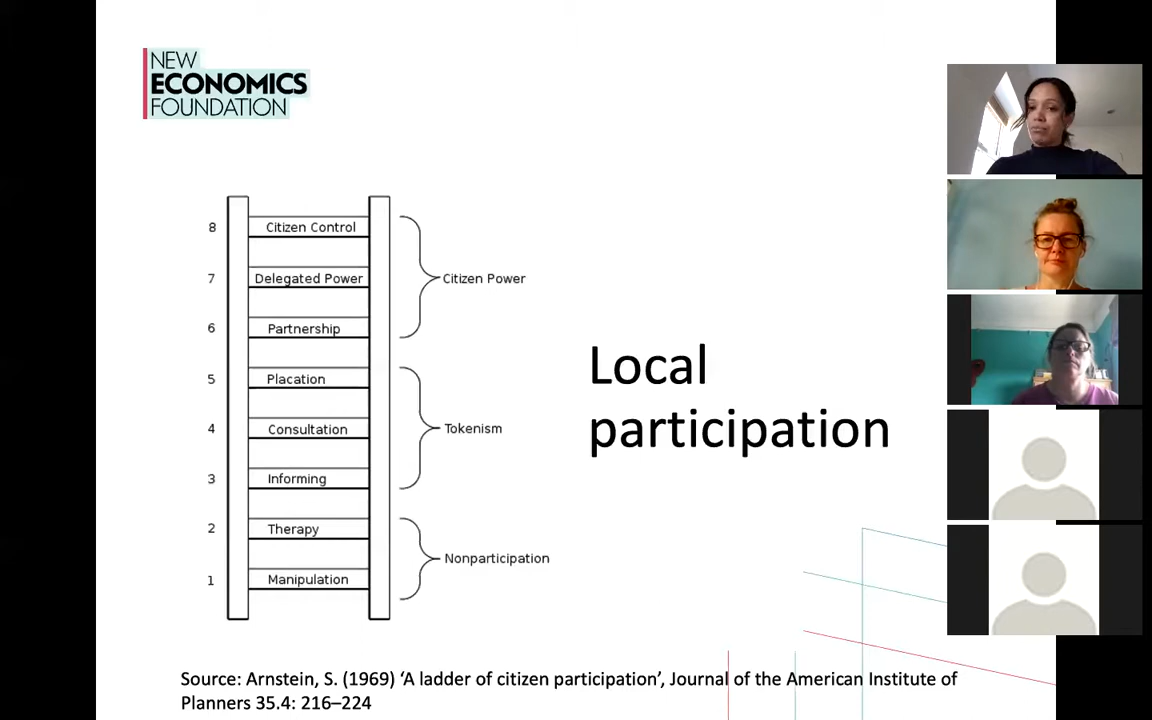 NEW
ECONOMICS
FOUNDATION
8 Citizen Control
7 Delegated Power
Citizen Power
6 Partnership
5 Placation
4 Consultation
Tokenism
3 Informing
2 Therapy
Nonparticipation
1 Manipulation
Local
participation
Source: Arnstein, S. (1969) ‘A ladder of citizen participation’, Journal of the American Institute of
Planners 35.4: 216–224